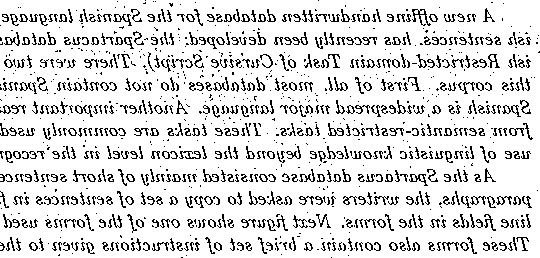 A new offline handwritten database for the Spanish language
ish sentences, has recently been developed: the Spartacus databas
ish Restricted-domain Task of Cursive Script). There were two
this corpus. First of all, most databases do not contain Spani
Spanish is a widespread major language. Another important rea
from semantic-restricted tasks. These tasks are commonly used
use of linguistic knowledge beyond the lexicon level in the recogn
As the Spartacus database consisted mainly of short sentence
paragraphs, the writers were asked to copy a set of sentences in f
line fields in the forms. Next figure shows one of the forms used
These forms also contain a brief set of instructions given to the